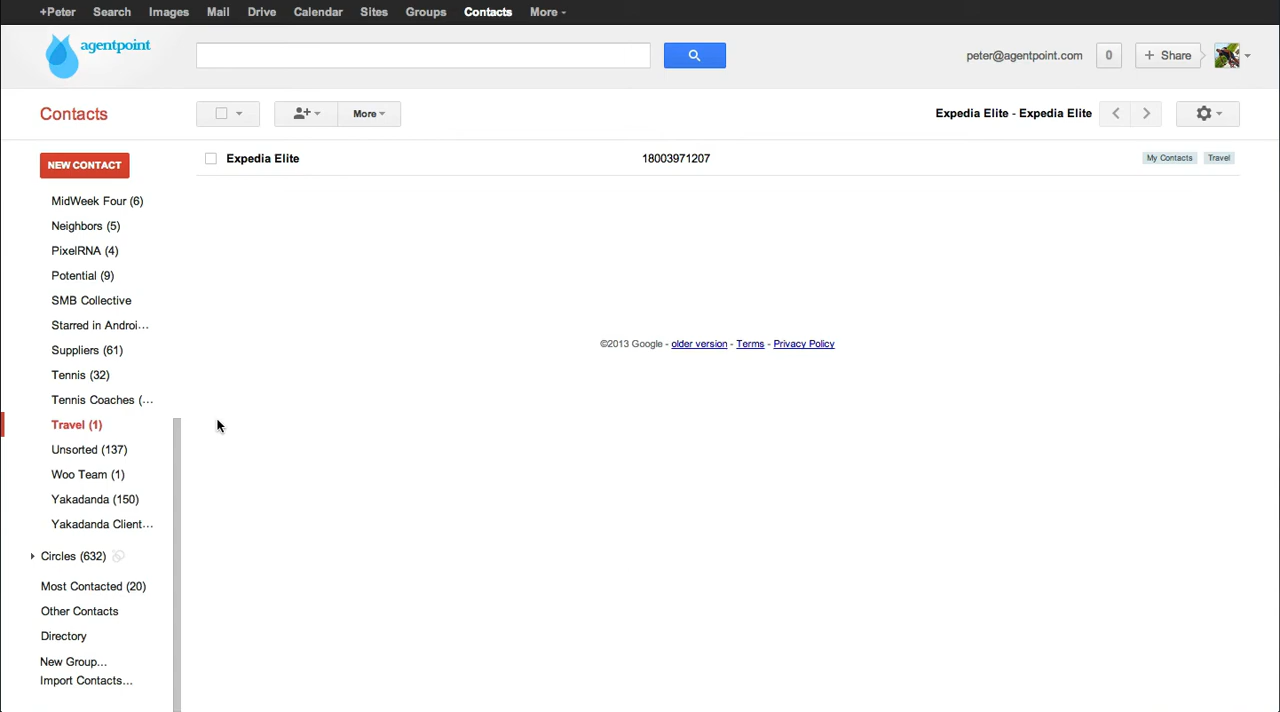 +Peter Search Images Mail Drive Calendar Sites Groups Contacts More
agentpoint
peter@agentpoint.com 0 + Share
Contacts More Expedia Elite - Expedia Elite
NEW CONTACT
Expedia Elite 18003971207 My Contacts Travel
MidWeek Four (6)
Neighbors (5)
PixelRNA (4)
Potential (9)
SMB Collective
Starred in Androi...
Suppliers (61)
Tennis (32)
Tennis Coaches (...
Travel (1)
Unsorted (137)
Woo Team (1)
Yakadanda (150)
Yakadanda Client...
Circles (632)
Most Contacted (20)
Other Contacts
Directory
New Group...
Import Contacts...
©2013 Google - older version - Terms - Privacy Policy